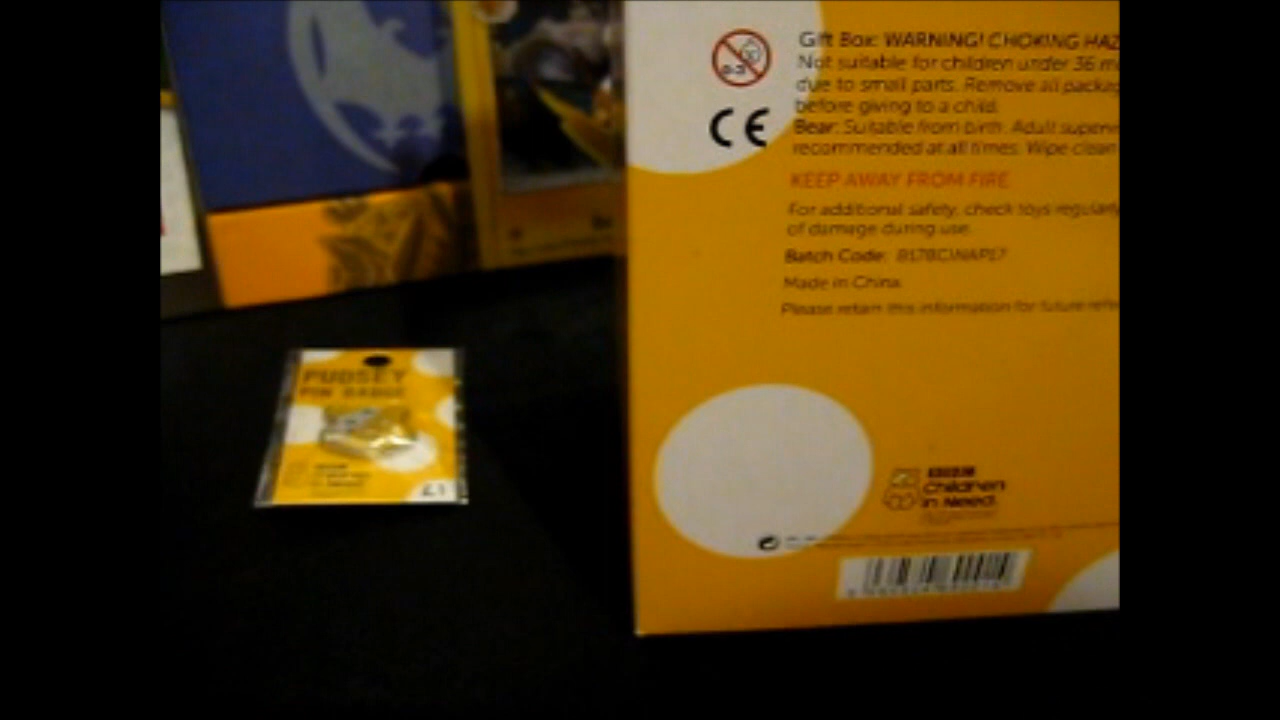 Gift Box: WARNING! CHOKING HAZ
Not suitable for children under 36 m
due to small parts. Remove all packag
before giving to a child.
Bear: Suitable from birth. Adult supervi
recommended at all times. Wipe clean
KEEP AWAY FROM FIRE
For additional safety, check toys regularly
of damage during use.
Batch Code:
Made in China.
Please retain this information for future refe
0-3
CE
PUDSEY
PIN BADGE
£1
BBC
Children
in Need